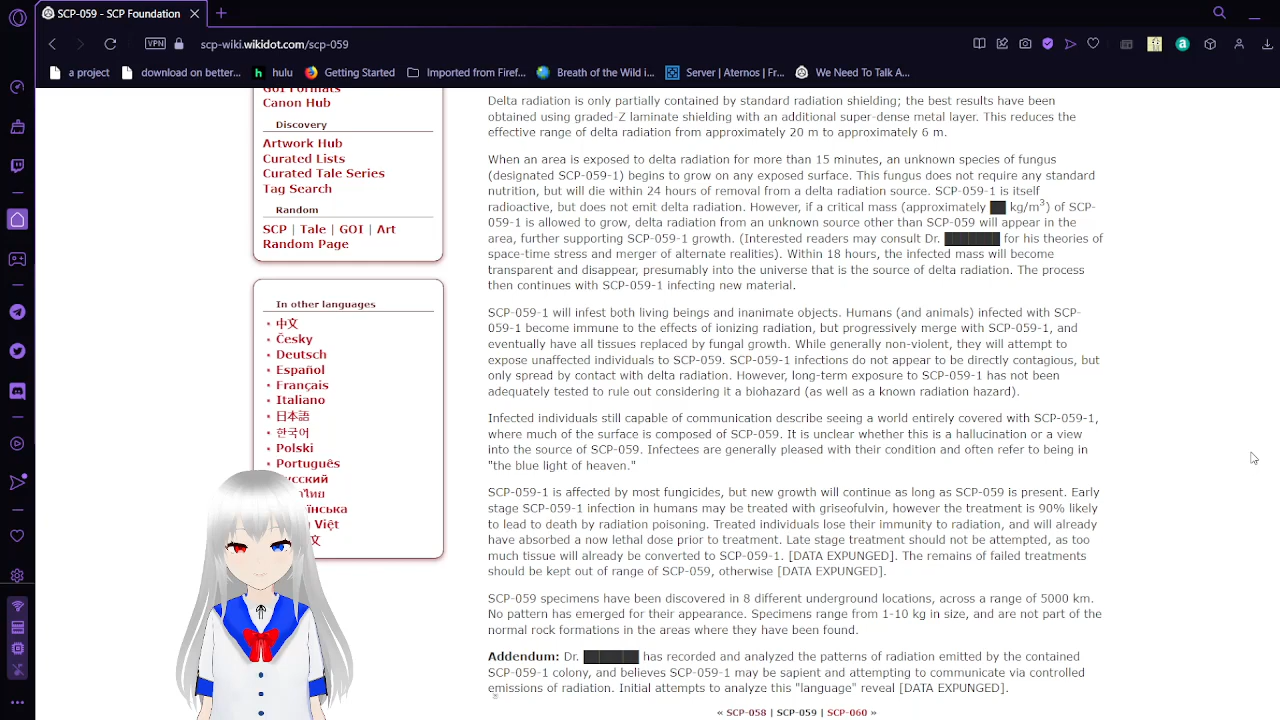 SCP-059 - SCP Foundation
VPN
scp-wiki.wikidot.com/scp-059
a project
download on better...
hulu
Getting Started
Imported from Firef...
Breath of the Wild i...
Server | Aternos | Fr...
We Need To Talk A...
GOI Formats
Canon Hub
Discovery
Artwork Hub
Curated Lists
Curated Tale Series
Tag Search
Random
SCP | Tale | GOI | Art
Random Page
In other languages
中文
Česky
Deutsch
Español
Français
Italiano
日本語
한국어
Polski
Português
усский
ไทย
їнська
Việt
文
Delta radiation is only partially contained by standard radiation shielding; the best results have been
obtained using graded-Z laminate shielding with an additional super-dense metal layer. This reduces the
effective range of delta radiation from approximately 20 m to approximately 6 m.
When an area is exposed to delta radiation for more than 15 minutes, an unknown species of fungus
(designated SCP-059-1) begins to grow on any exposed surface. This fungus does not require any standard
nutrition, but will die within 24 hours of removal from a delta radiation source. SCP-059-1 is itself
radioactive, but does not emit delta radiation. However, if a critical mass (approximately ██ kg/m³) of SCP-
059-1 is allowed to grow, delta radiation from an unknown source other than SCP-059 will appear in the
area, further supporting SCP-059-1 growth. (Interested readers may consult Dr. ███████ for his theories of
space-time stress and merger of alternate realities). Within 18 hours, the infected mass will become
transparent and disappear, presumably into the universe that is the source of delta radiation. The process
then continues with SCP-059-1 infecting new material.
SCP-059-1 will infest both living beings and inanimate objects. Humans (and animals) infected with SCP-
059-1 become immune to the effects of ionizing radiation, but progressively merge with SCP-059-1, and
eventually have all tissues replaced by fungal growth. While generally non-violent, they will attempt to
expose unaffected individuals to SCP-059. SCP-059-1 infections do not appear to be directly contagious, but
only spread by contact with delta radiation. However, long-term exposure to SCP-059-1 has not been
adequately tested to rule out considering it a biohazard (as well as a known radiation hazard).
Infected individuals still capable of communication describe seeing a world entirely covered with SCP-059-1,
where much of the surface is composed of SCP-059. It is unclear whether this is a hallucination or a view
into the source of SCP-059. Infectees are generally pleased with their condition and often refer to being in
"the blue light of heaven."
SCP-059-1 is affected by most fungicides, but new growth will continue as long as SCP-059 is present. Early
stage SCP-059-1 infection in humans may be treated with griseofulvin, however the treatment is 90% likely
to lead to death by radiation poisoning. Treated individuals lose their immunity to radiation, and will already
have absorbed a now lethal dose prior to treatment. Late stage treatment should not be attempted, as too
much tissue will already be converted to SCP-059-1. [DATA EXPUNGED]. The remains of failed treatments
should be kept out of range of SCP-059, otherwise [DATA EXPUNGED].
SCP-059 specimens have been discovered in 8 different underground locations, across a range of 5000 km.
No pattern has emerged for their appearance. Specimens range from 1-10 kg in size, and are not part of the
normal rock formations in the areas where they have been found.
Addendum: Dr. ███████ has recorded and analyzed the patterns of radiation emitted by the contained
SCP-059-1 colony, and believes SCP-059-1 may be sapient and attempting to communicate via controlled
emissions of radiation. Initial attempts to analyze this "language" reveal [DATA EXPUNGED].
« SCP-058 | SCP-059 | SCP-060 »